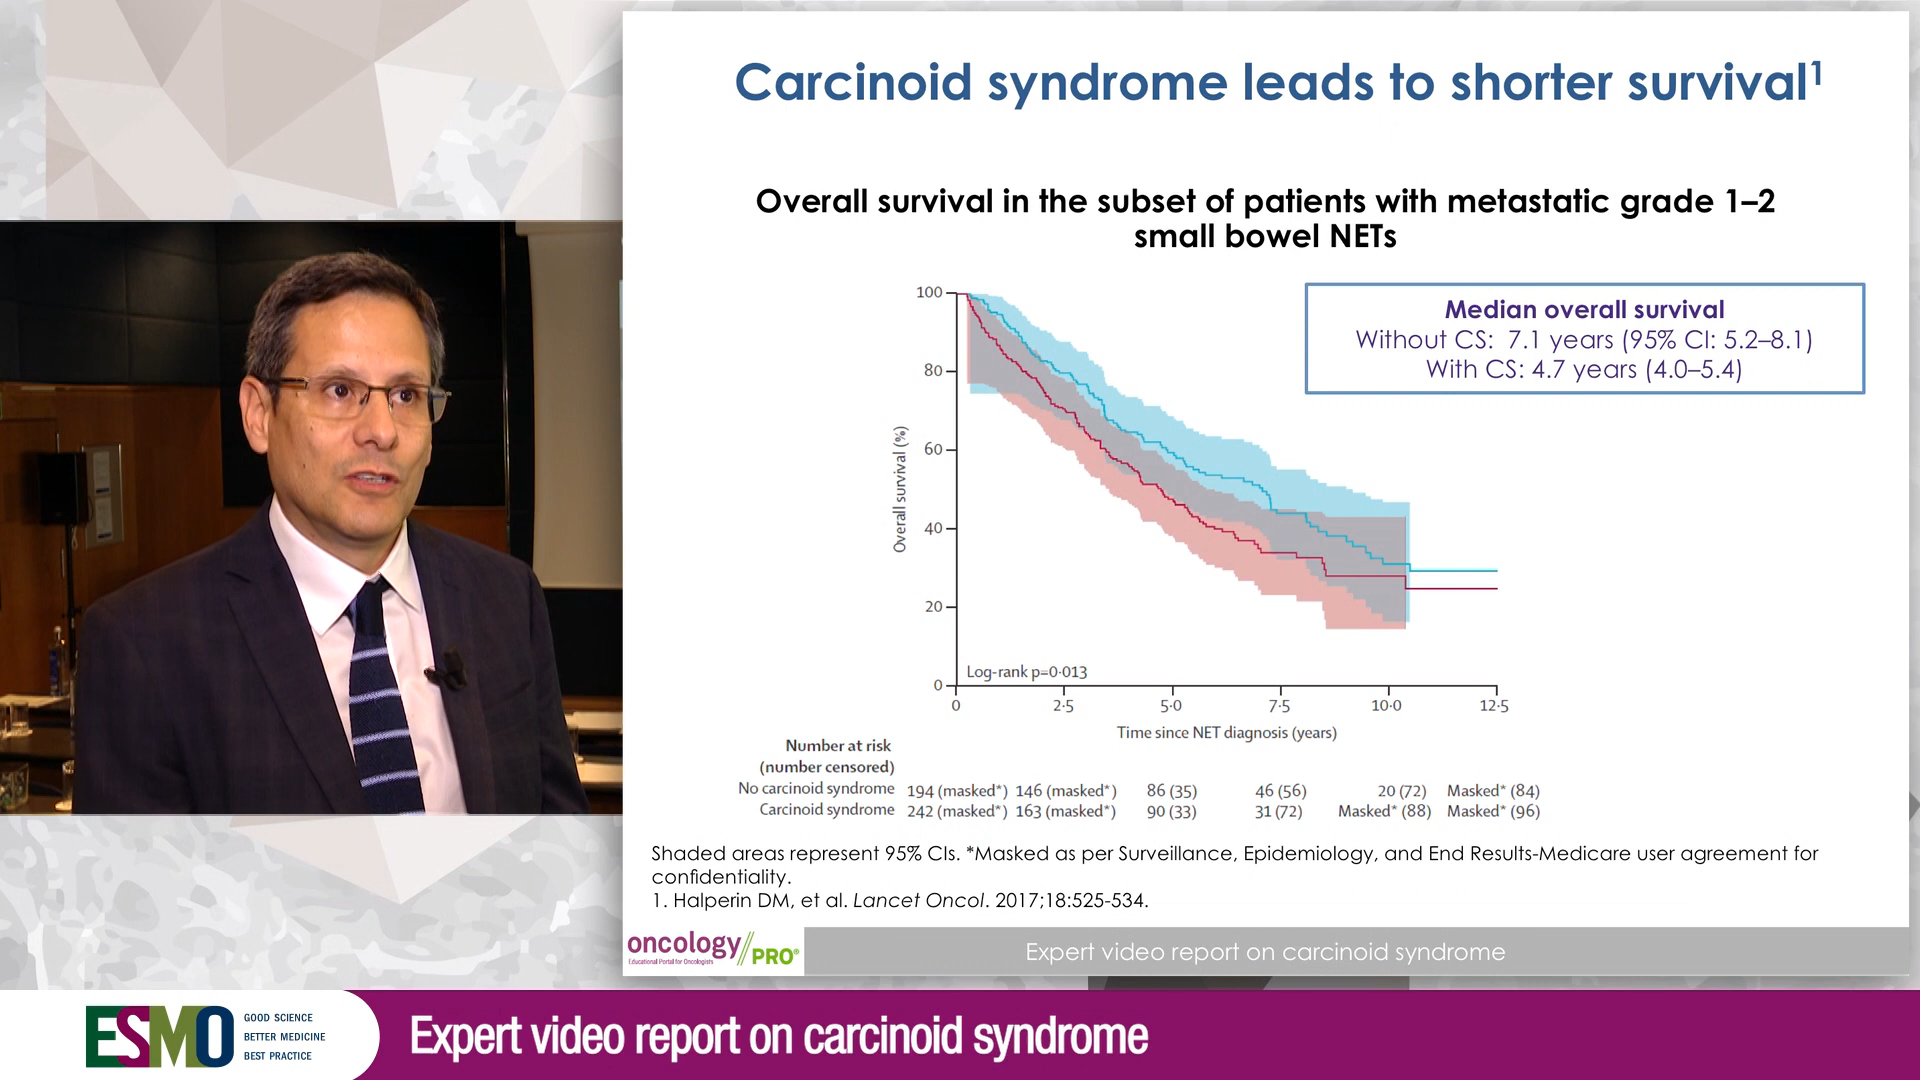 Carcinoid syndrome leads to shorter survival¹
Overall survival in the subset of patients with metastatic grade 1–2
small bowel NETs
Median overall survival
Without CS: 7.1 years (95% CI: 5.2–8.1)
With CS: 4.7 years (4.0–5.4)
100
80
60
40
20
0
Overall survival (%)
Log-rank p=0·013
0 2·5 5·0 7·5 10·0 12·5
Time since NET diagnosis (years)
Number at risk
(number censored)
No carcinoid syndrome 194 (masked*) 146 (masked*) 86 (35) 46 (56) 20 (72) Masked* (84)
Carcinoid syndrome 242 (masked*) 163 (masked*) 90 (33) 31 (72) Masked* (88) Masked* (96)
Shaded areas represent 95% CIs. *Masked as per Surveillance, Epidemiology, and End Results-Medicare user agreement for
confidentiality.
1. Halperin DM, et al. Lancet Oncol. 2017;18:525-534.
oncology//PRO®
Educational Portal for Oncologists
Expert video report on carcinoid syndrome
ESMO
GOOD SCIENCE
BETTER MEDICINE
BEST PRACTICE
Expert video report on carcinoid syndrome